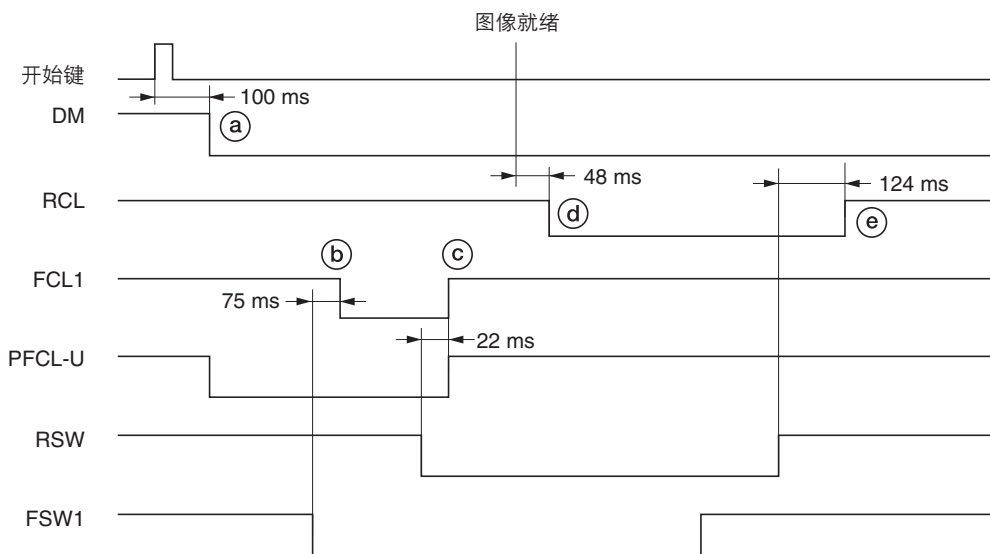 图像就绪
开始键
100 ms
DM
a
48 ms
124 ms
RCL
d
e
b
c
FCL1
75 ms
22 ms
PFCL-U
RSW
FSW1